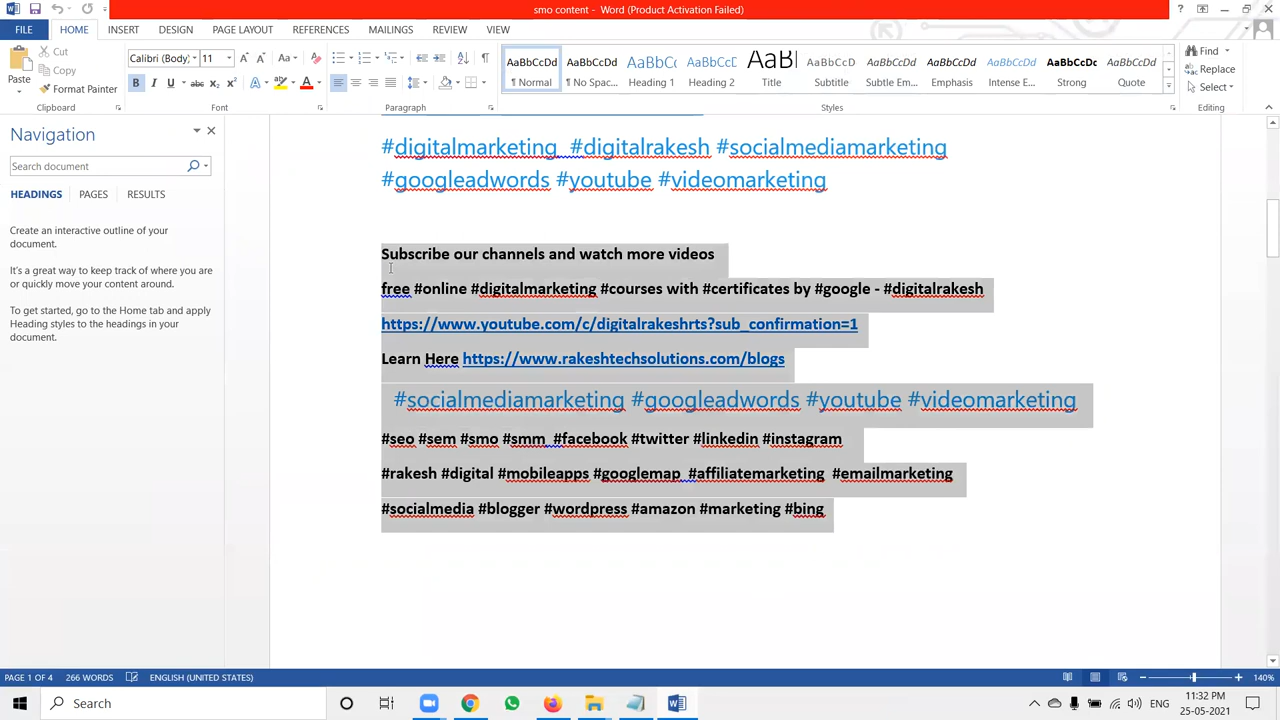 smo content - Word (Product Activation Failed)
FILE HOME INSERT DESIGN PAGE LAYOUT REFERENCES MAILINGS REVIEW VIEW
Paste
Cut
Copy
Format Painter
Clipboard
Calibri (Body) 11
Font
Paragraph
AaBbCcDd AaBbCcDd AaBbCc AaBbCcD AaBb AaBbCcD AaBbCcDd AaBbCcDd AaBbCcDd AaBbCcDc AaBbCcDd
¶ Normal ¶ No Spac... Heading 1 Heading 2 Title Subtitle Subtle Em... Emphasis Intense E... Strong Quote
Styles
Find
Replace
Select
Editing
Navigation
Search document
HEADINGS PAGES RESULTS
Create an interactive outline of your
document.
It's a great way to keep track of where you are
or quickly move your content around.
To get started, go to the Home tab and apply
Heading styles to the headings in your
document.
#digitalmarketing #digitalrakesh #socialmediamarketing
#googleadwords #youtube #videomarketing
Subscribe our channels and watch more videos
free #online #digitalmarketing #courses with #certificates by #google - #digitalrakesh
https://www.youtube.com/c/digitalrakeshrts?sub_confirmation=1
Learn Here https://www.rakeshtechsolutions.com/blogs
#socialmediamarketing #googleadwords #youtube #videomarketing
#seo #sem #smo #smm #facebook #twitter #linkedin #instagram
#rakesh #digital #mobileapps #googlemap #affiliatemarketing #emailmarketing
#socialmedia #blogger #wordpress #amazon #marketing #bing
PAGE 1 OF 4 266 WORDS ENGLISH (UNITED STATES) 140%
Search
ENG
11:32 PM
25-05-2021